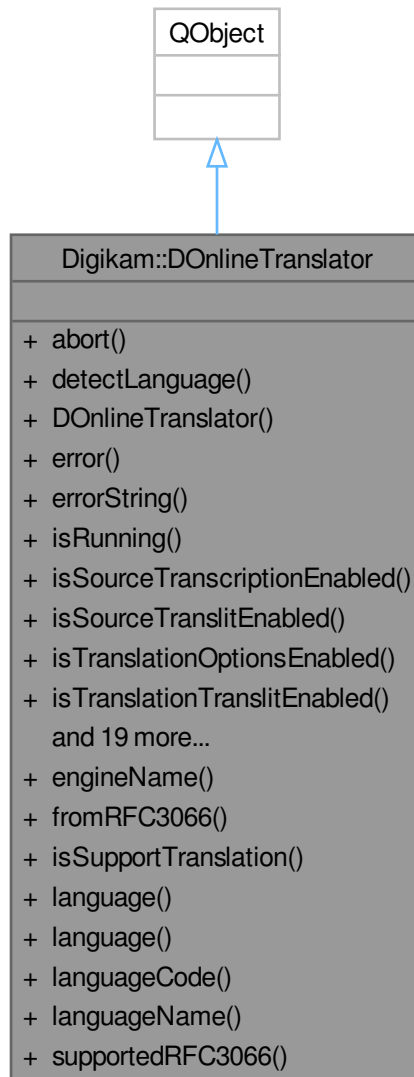 QObject
Digikam::DOnlineTranslator
+ abort()
+ detectLanguage()
+ DOnlineTranslator()
+ error()
+ errorString()
+ isRunning()
+ isSourceTranscriptionEnabled()
+ isSourceTranslitEnabled()
+ isTranslationOptionsEnabled()
+ isTranslationTranslitEnabled()
and 19 more...
+ engineName()
+ fromRFC3066()
+ isSupportTranslation()
+ language()
+ language()
+ languageCode()
+ languageName()
+ supportedRFC3066()